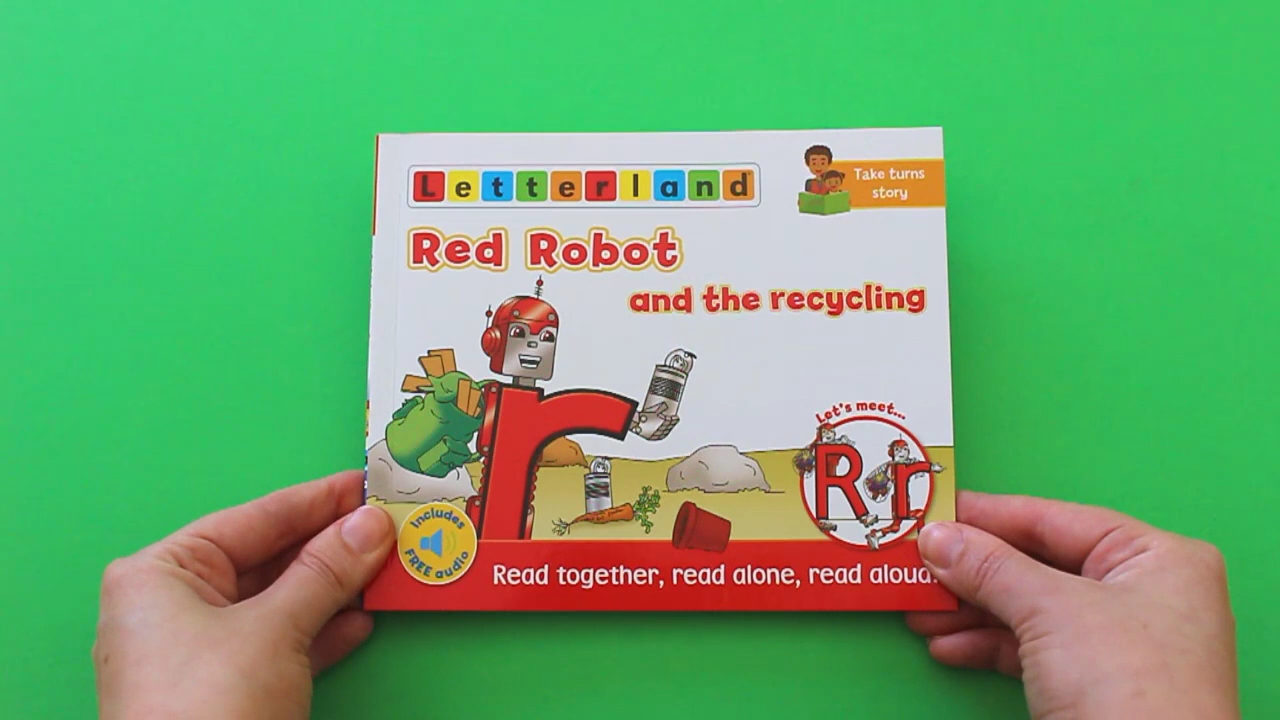 Letterland
Take turns
story
Red Robot
and the recycling
Let's meet...
Rr
Includes
FREE audio
Read together, read alone, read aloud.